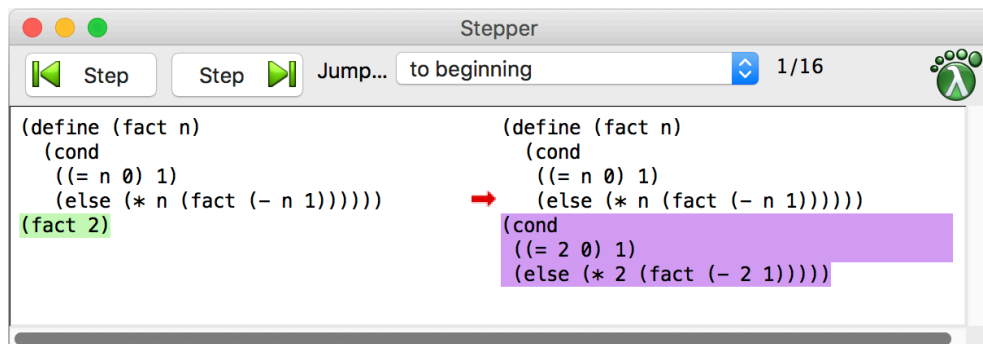 Stepper
Step
Step
Jump...
to beginning
1/16
(define (fact n)
  (cond
   ((= n 0) 1)
   (else (* n (fact (- n 1))))))
(fact 2)
(define (fact n)
  (cond
   ((= n 0) 1)
   (else (* n (fact (- n 1))))))
(cond
 ((= 2 0) 1)
 (else (* 2 (fact (- 2 1)))))